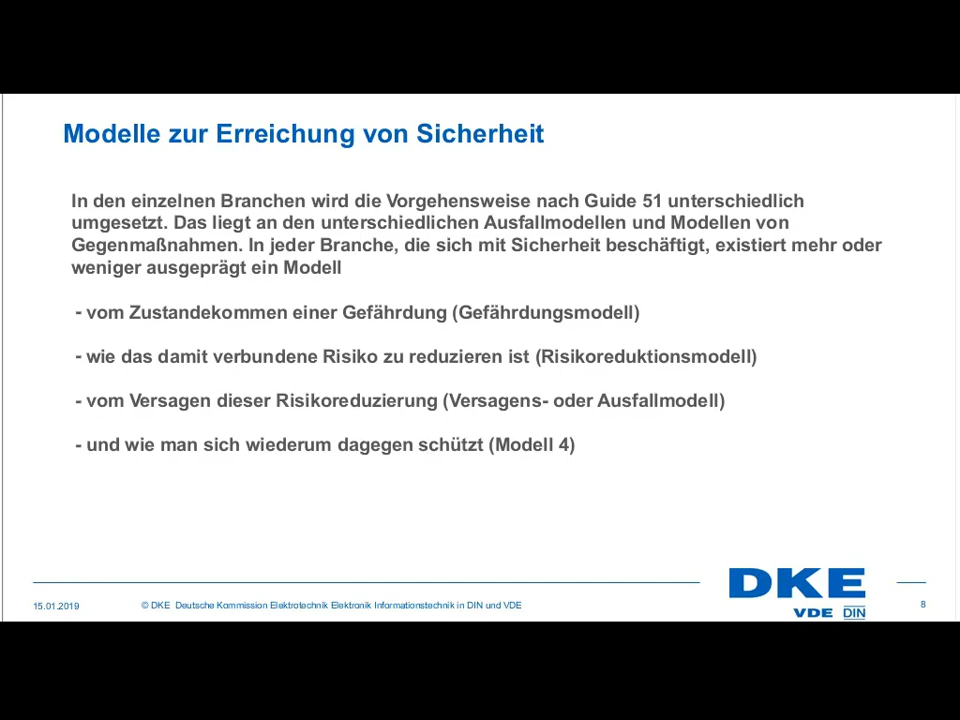 Modelle zur Erreichung von Sicherheit
In den einzelnen Branchen wird die Vorgehensweise nach Guide 51 unterschiedlich
umgesetzt. Das liegt an den unterschiedlichen Ausfallmodellen und Modellen von
Gegenmaßnahmen. In jeder Branche, die sich mit Sicherheit beschäftigt, existiert mehr oder
weniger ausgeprägt ein Modell
- vom Zustandekommen einer Gefährdung (Gefährdungsmodell)
- wie das damit verbundene Risiko zu reduzieren ist (Risikoreduktionsmodell)
- vom Versagen dieser Risikoreduzierung (Versagens- oder Ausfallmodell)
- und wie man sich wiederum dagegen schützt (Modell 4)
DKE
VDE DIN
15.01.2019
© DKE Deutsche Kommission Elektrotechnik Elektronik Informationstechnik in DIN und VDE
8